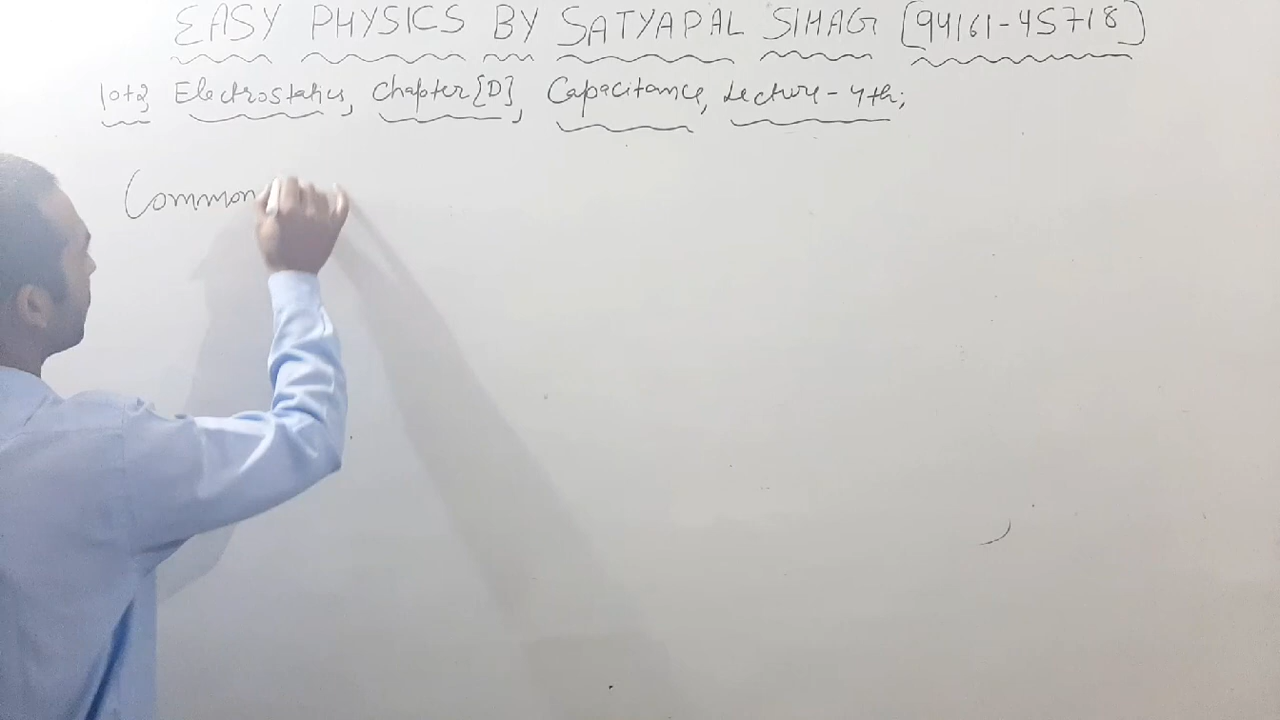 EASY PHYSICS BY SATYAPAL SIHAG [94161-45718]
10+2, Electrostatics, Chapter [D], Capacitance, Lecture - 4th;
Common